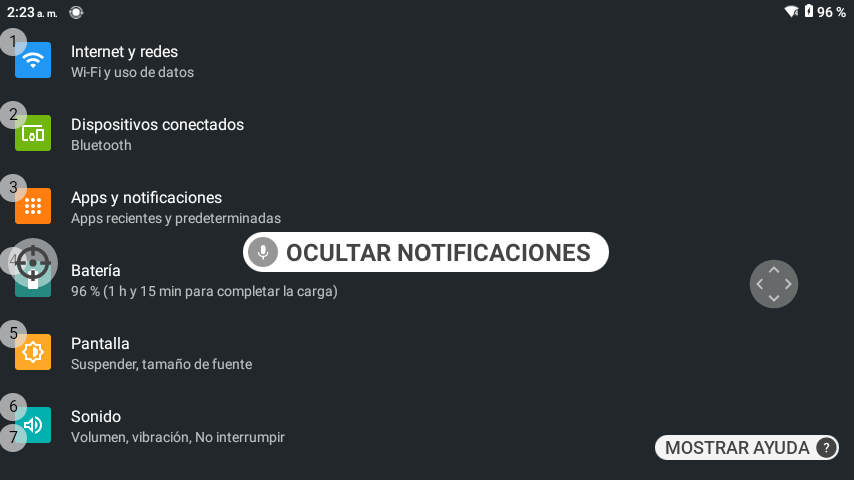 2:23 a. m.
96 %
1
Internet y redes
Wi-Fi y uso de datos
2
Dispositivos conectados
Bluetooth
3
Apps y notificaciones
Apps recientes y predeterminadas
OCULTAR NOTIFICACIONES
4
Batería
96 % (1 h y 15 min para completar la carga)
5
Pantalla
Suspender, tamaño de fuente
6
Sonido
7
Volumen, vibración, No interrumpir
MOSTRAR AYUDA ?